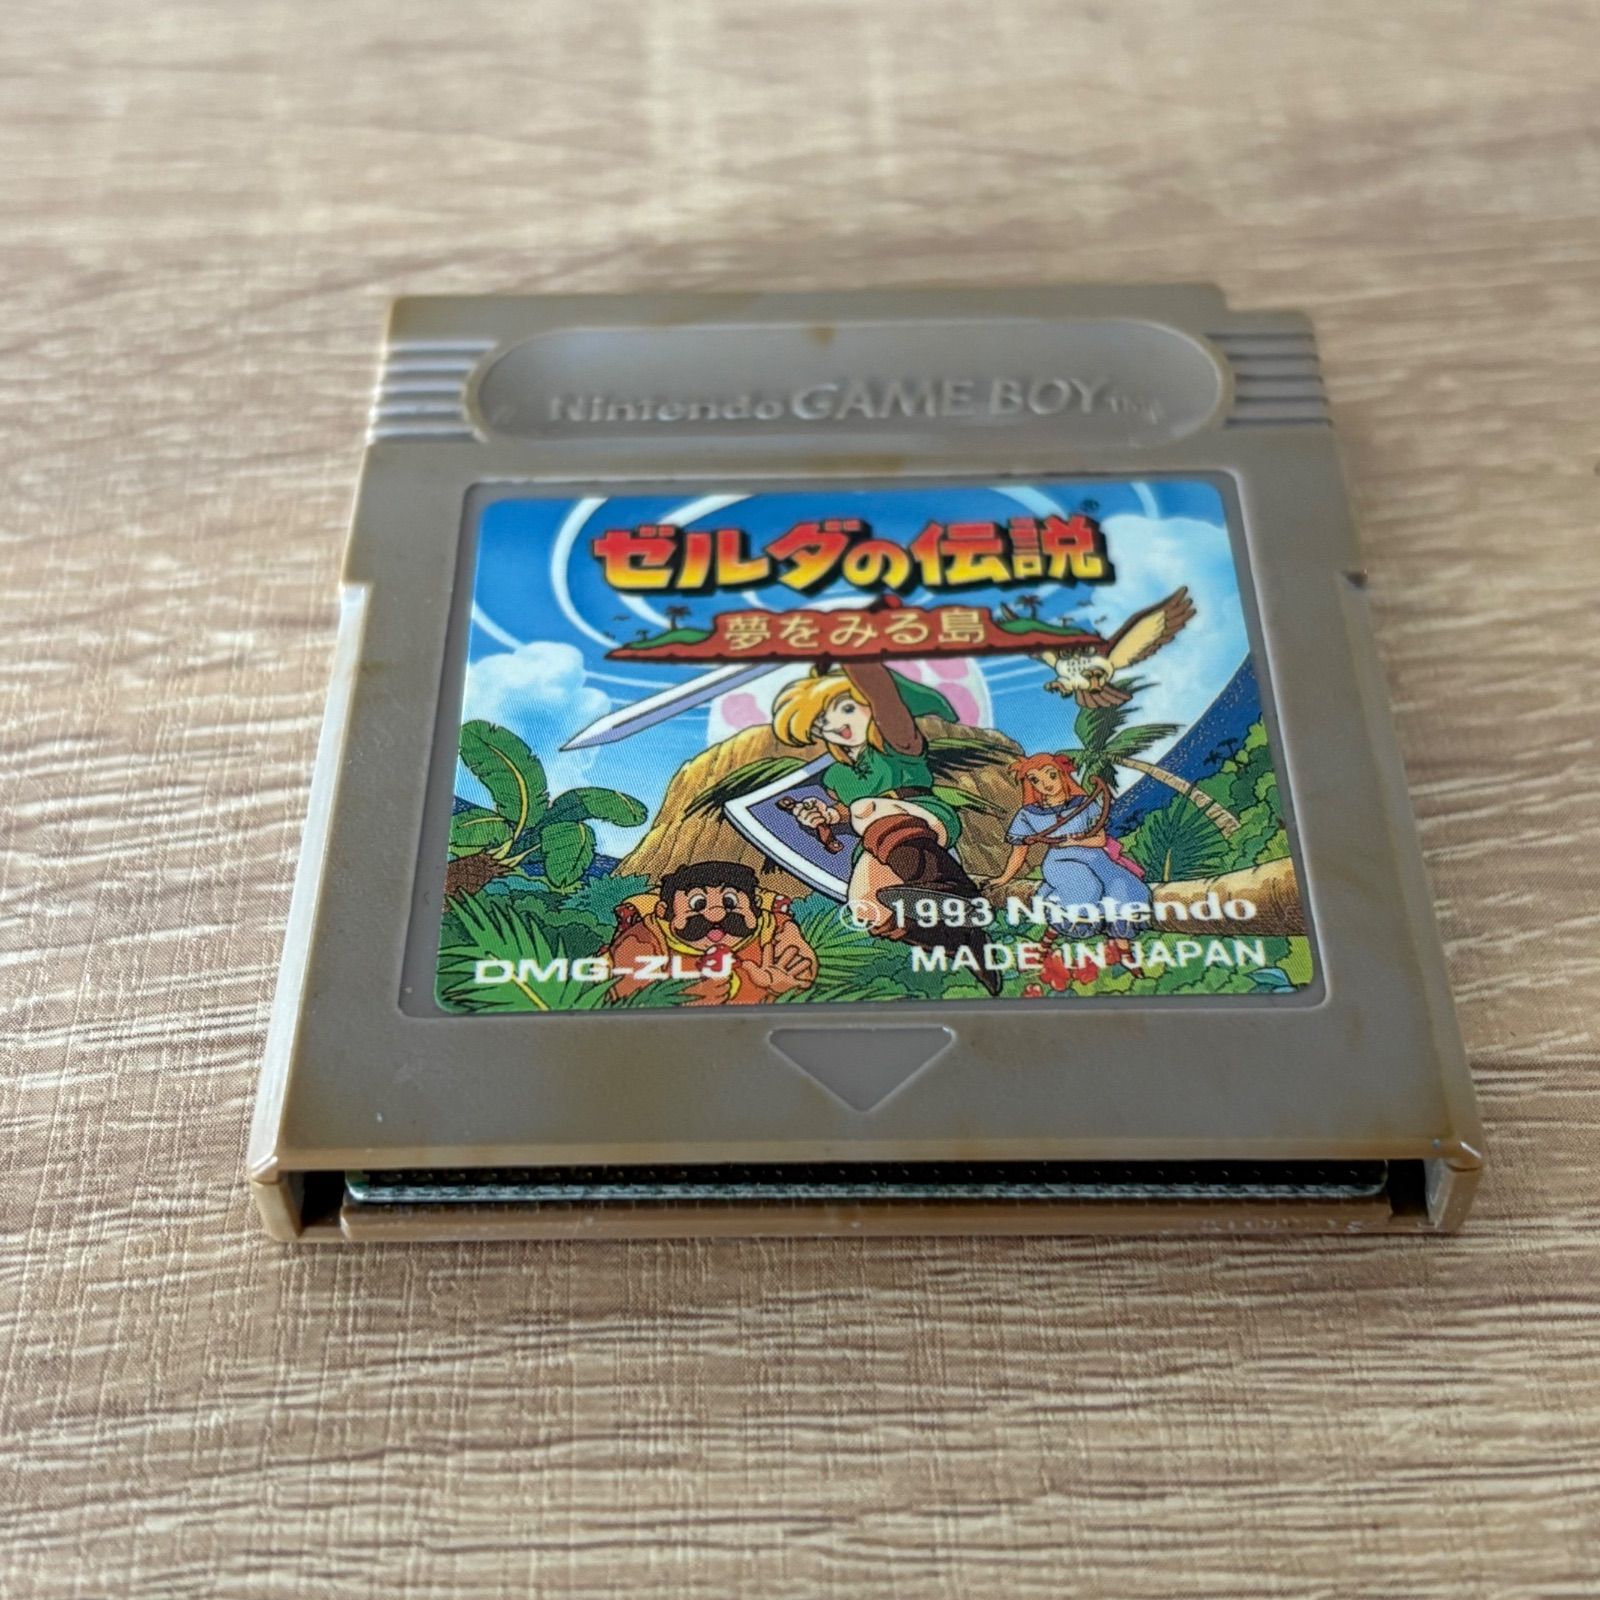 Nintendo GAME BOY TM
ゼルダの伝説®
夢をみる島
©1993 Nintendo
DMG-ZLJ
MADE IN JAPAN